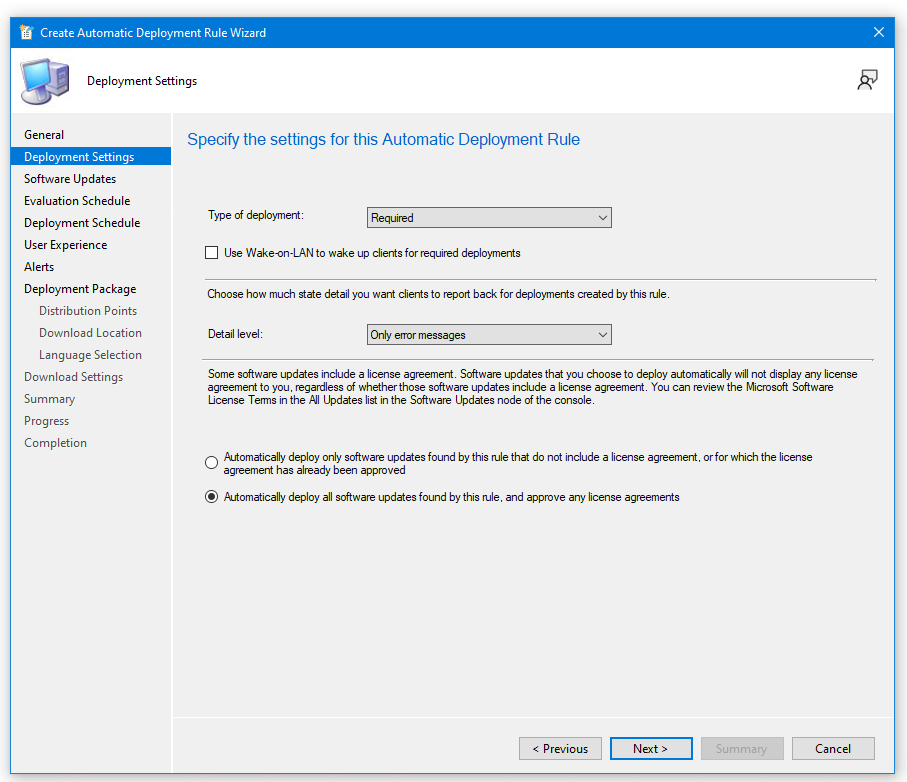 Create Automatic Deployment Rule Wizard
Deployment Settings
General
Deployment Settings
Software Updates
Evaluation Schedule
Deployment Schedule
User Experience
Alerts
Deployment Package
Distribution Points
Download Location
Language Selection
Download Settings
Summary
Progress
Completion
Specify the settings for this Automatic Deployment Rule
Type of deployment:
Required
Use Wake-on-LAN to wake up clients for required deployments
Choose how much state detail you want clients to report back for deployments created by this rule.
Detail level:
Only error messages
Some software updates include a license agreement. Software updates that you choose to deploy automatically will not display any license
agreement to you, regardless of whether those software updates include a license agreement. You can review the Microsoft Software
License Terms in the All Updates list in the Software Updates node of the console.
Automatically deploy only software updates found by this rule that do not include a license agreement, or for which the license
agreement has already been approved
Automatically deploy all software updates found by this rule, and approve any license agreements
< Previous
Next >
Summary
Cancel